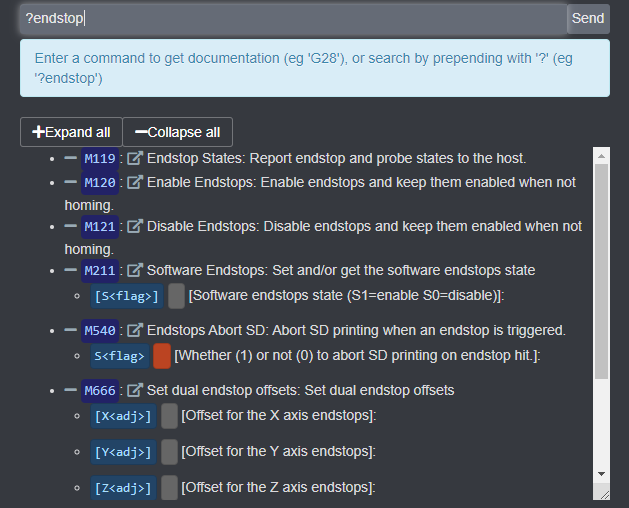 ?endstop
Send
Enter a command to get documentation (eg 'G28'), or search by prepending with '?' (eg
'?endstop')
Expand all
Collapse all
M119: Endstop States: Report endstop and probe states to the host.
M120: Enable Endstops: Enable endstops and keep them enabled when not
homing.
M121: Disable Endstops: Disable endstops and keep them enabled when not
homing.
M211: Software Endstops: Set and/or get the software endstops state
[S<flag>] [Software endstops state (S1=enable S0=disable)]:
M540: Endstops Abort SD: Abort SD printing when an endstop is triggered.
S<flag> [Whether (1) or not (0) to abort SD printing on endstop hit.]:
M666: Set dual endstop offsets: Set dual endstop offsets
[X<adj>] [Offset for the X axis endstops]:
[Y<adj>] [Offset for the Y axis endstops]:
[Z<adj>] [Offset for the Z axis endstops]: